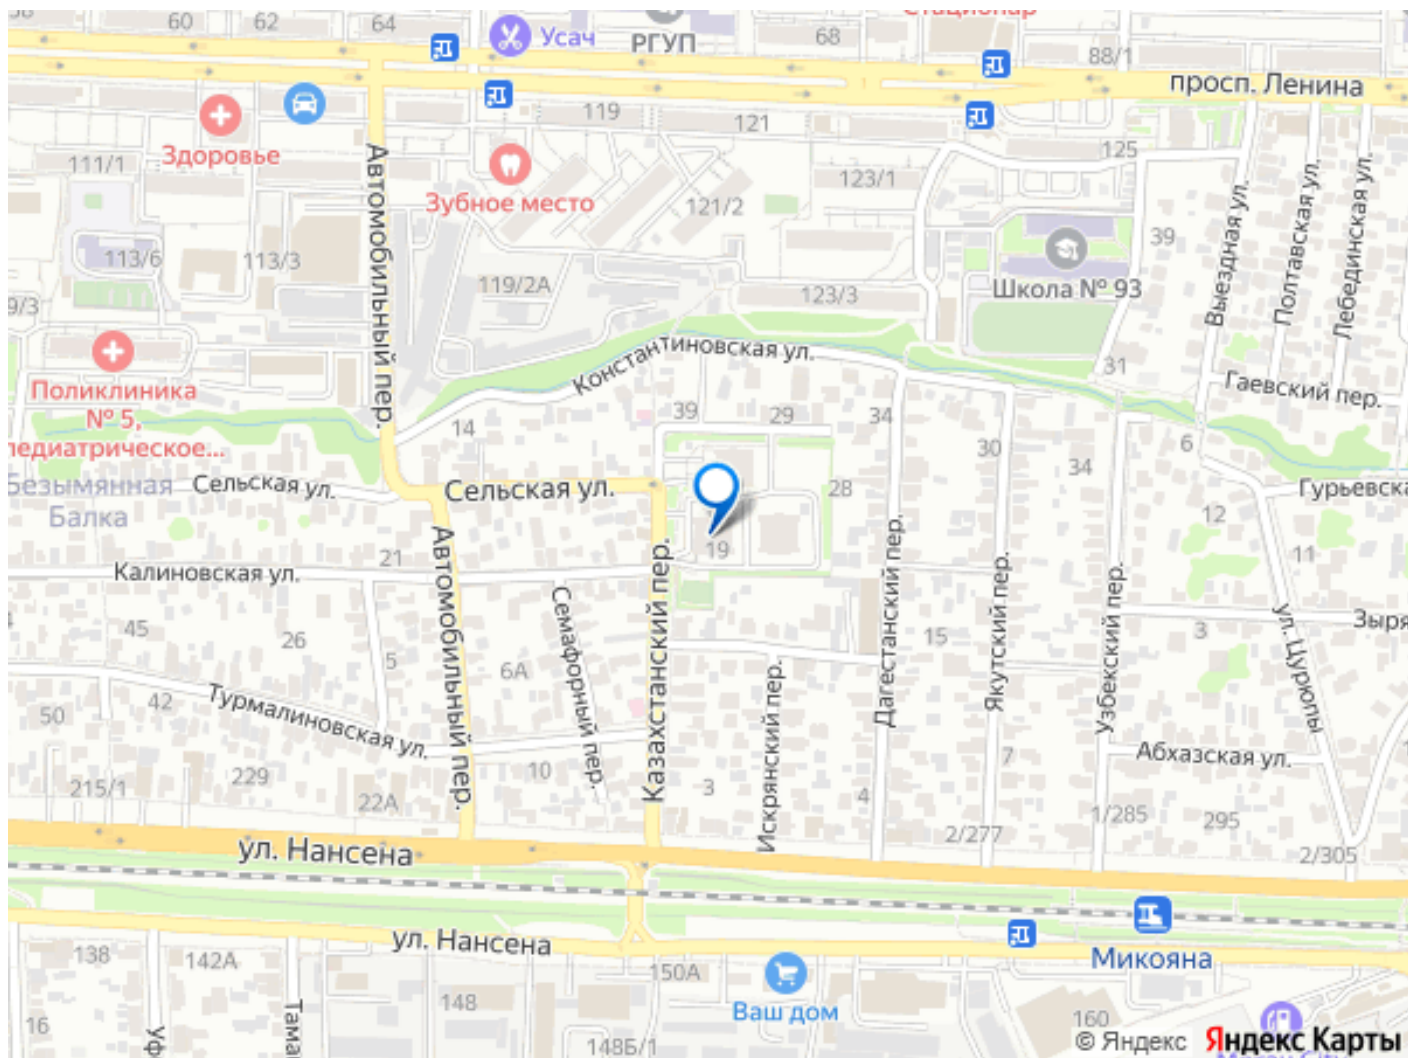 60
62
64
Усач
РГУП
68
Стационар
88/1
просп. Ленина
119
121
125
111/1
Здоровье
Зубное место
123/1
121/2
Автомобильный пер.
113/6
113/3
119/2А
123/3
Школа № 93
39
Выездная ул.
Полтавская ул.
Лебединская ул.
Константиновская ул.
31
Гаевский пер.
Поликлиника
№ 5,
педиатрическое...
14
39
29
34
30
34
6
Безымянная
Балка
Сельская ул.
Сельская ул.
28
Гурьевска
12
11
19
21
Калиновская ул.
Автомобильный пер.
Семафорный пер.
Казахстанский пер.
Дагестанский пер.
Якутский пер.
Узбекский пер.
ул. Цурюпы
Зыря
3
45
26
5
6А
15
Искрянский пер.
50
42
Турмалиновская ул.
7
Абхазская ул.
215/1
229
22А
10
3
4
2/277
1/285
295
2/305
ул. Нансена
ул. Нансена
Микояна
138
142А
150А
148
Ваш дом
160
16
Уф
Тама
148Б/1
© Яндекс Яндекс Карты